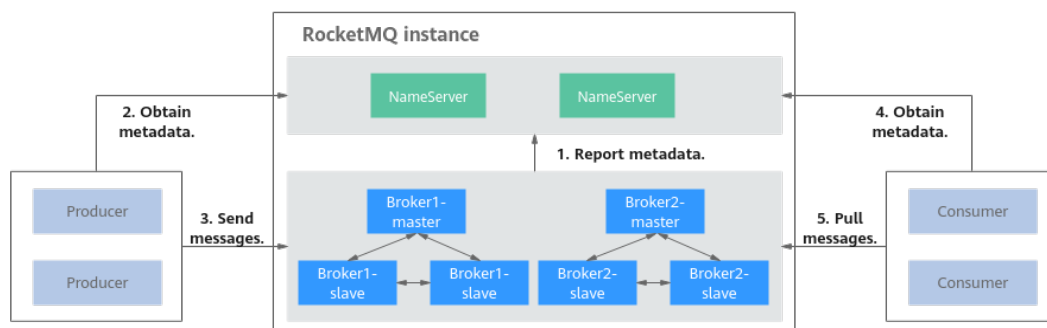 RocketMQ instance
NameServer
NameServer
2. Obtain
metadata.
4. Obtain
metadata.
1. Report metadata.
Producer
Producer
3. Send
messages.
Broker1-
master
Broker1-
slave
Broker1-
slave
Broker2-
master
Broker2-
slave
Broker2-
slave
5. Pull
messages.
Consumer
Consumer